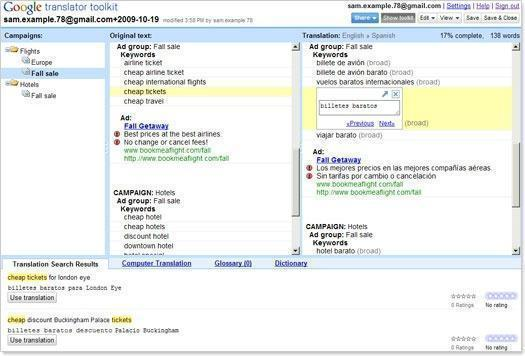 Google translator toolkit
sam.example.78@gmail.com | Settings | Help | Sign out
sam.example.78@gmail.com+2009-10-19 modified 3:58 PM by sam.example.78
Share Show toolkit Edit View Save Save & Close
Campaigns:
Flights
Europe
Fall sale
Hotels
Fall sale
Original text:
Ad group: Fall sale
Keywords
airline ticket
cheap airline ticket
cheap international flights
cheap tickets
cheap travel
Ad:
Fall Getaway
Best prices at the best airlines
No change or cancel fees!
www.bookmeaflight.com/fall
http://www.bookmeaflight.com/fall
CAMPAIGN: Hotels
Ad group: Fall sale
Keywords
cheap hotel
cheap hotels
discount hotel
downtown hotel
hotel special
Translation: English » Spanish 17% complete, 138 words
Ad group: Fall sale
Keywords
billete de avión (broad)
billete de avión barato (broad)
vuelos baratos internacionales (broad)
billetes baratos
«Previous Next» (broad)
viajar barato (broad)
Ad:
Fall Getaway
Los mejores precios en las mejores compañías aéreas.
Sin tarifas por cambio o cancelación
www.bookmeaflight.com/fall
http://www.bookmeaflight.com/fall
CAMPAIGN: Hotels
Ad group: Fall sale
Keywords
hotel barato (broad)
Translation Search Results Computer Translation Glossary (0) Dictionary
cheap tickets for london eye
billetes baratos para London Eye
Use translation
0 Ratings No rating
cheap discount Buckingham Palace tickets
billetes baratos descuento Palacio Buckingham
Use translation
0 Ratings No rating